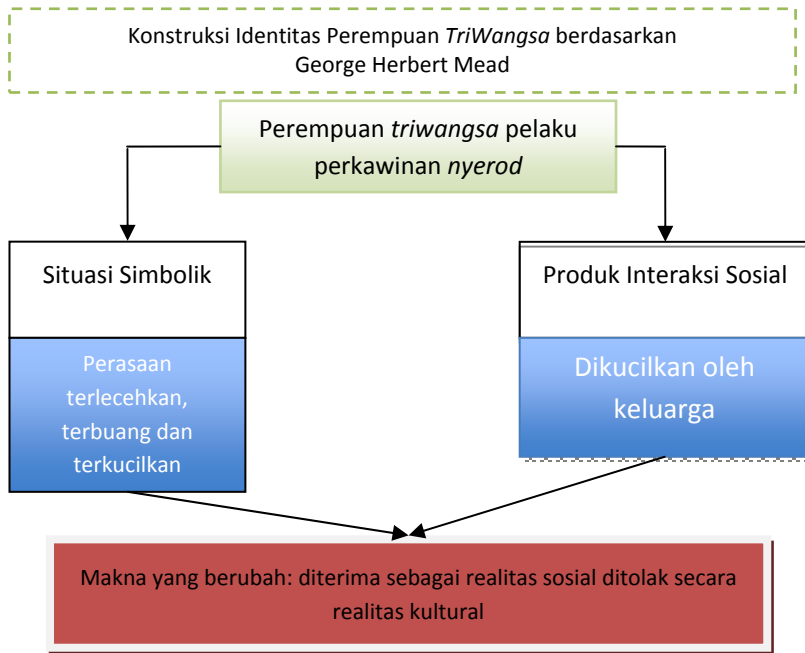 Konstruksi Identitas Perempuan TriWangsa berdasarkan
George Herbert Mead
Perempuan triwangsa pelaku
perkawinan nyerod
Situasi Simbolik
Perasaan
terlecehkan,
terbuang dan
terkucilkan
Produk Interaksi Sosial
Dikucilkan oleh
keluarga
Makna yang berubah: diterima sebagai realitas sosial ditolak secara
realitas kultural